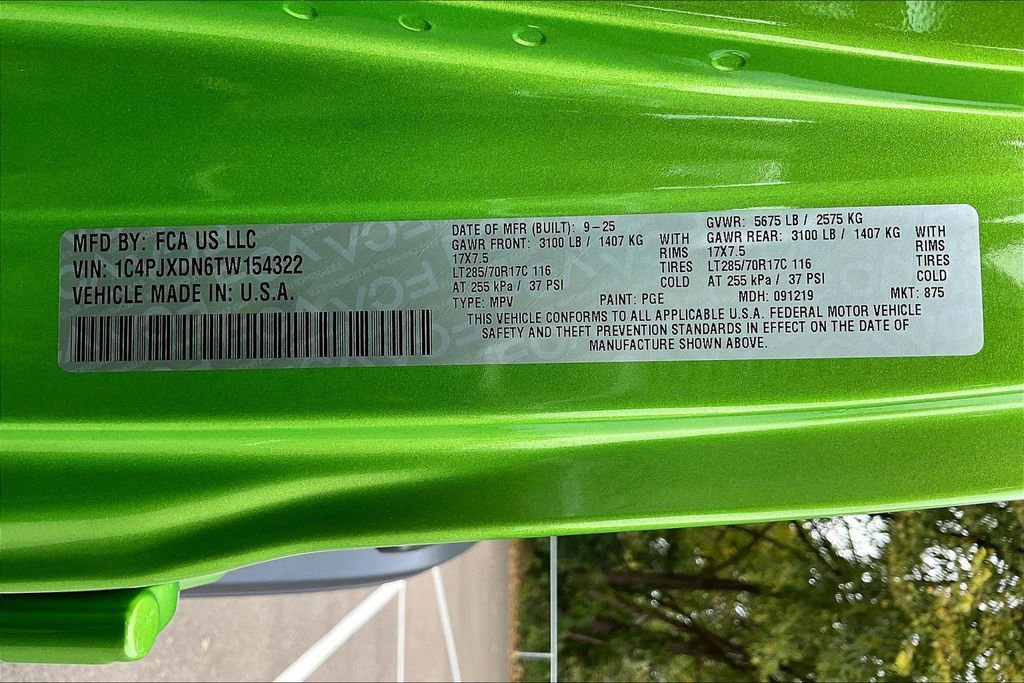 MFD BY: FCA US LLC
VIN: 1C4PJXDN6TW154322
VEHICLE MADE IN: U.S.A.
DATE OF MFR (BUILT): 9-25
GAWR FRONT: 3100 LB / 1407 KG WITH
17X7.5 RIMS
LT285/70R17C 116 TIRES
AT 255 kPa / 37 PSI COLD
GVWR: 5675 LB / 2575 KG
GAWR REAR: 3100 LB / 1407 KG WITH
17X7.5 RIMS
LT285/70R17C 116 TIRES
AT 255 kPa / 37 PSI COLD
TYPE: MPV PAINT: PGE MDH: 091219 MKT: 875
THIS VEHICLE CONFORMS TO ALL APPLICABLE U.S.A. FEDERAL MOTOR VEHICLE
SAFETY AND THEFT PREVENTION STANDARDS IN EFFECT ON THE DATE OF
MANUFACTURE SHOWN ABOVE.